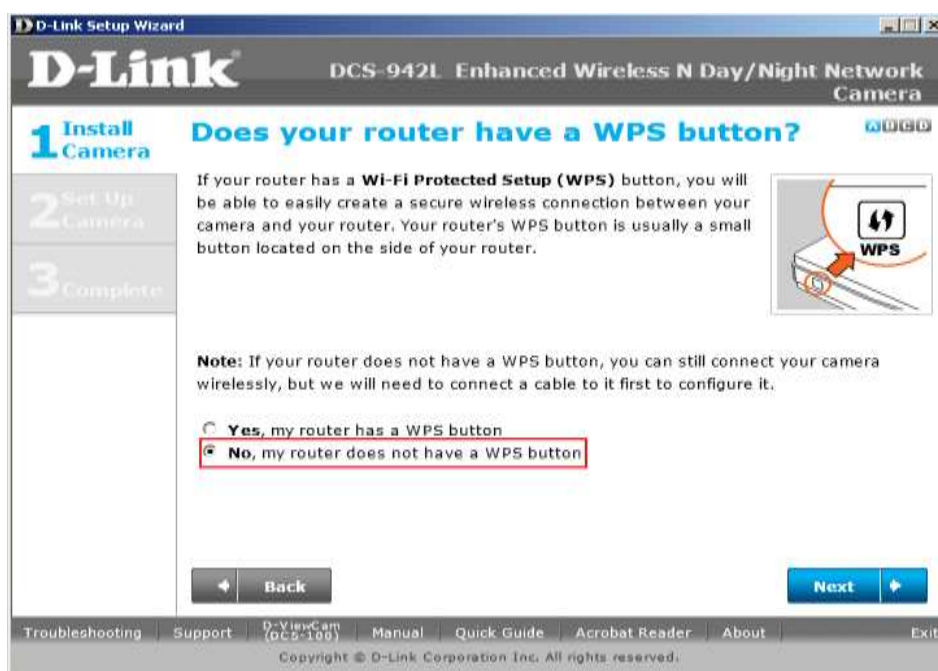 D-Link Setup Wizard
D-Link
DCS-942L Enhanced Wireless N Day/Night Network
Camera
1 Install
Camera
2 Set Up
Camera
3 Complete
Does your router have a WPS button?
A B C D
If your router has a Wi-Fi Protected Setup (WPS) button, you will
be able to easily create a secure wireless connection between your
camera and your router. Your router's WPS button is usually a small
button located on the side of your router.
WPS
Note: If your router does not have a WPS button, you can still connect your camera
wirelessly, but we will need to connect a cable to it first to configure it.
Yes, my router has a WPS button
No, my router does not have a WPS button
Back
Next
Troubleshooting
Support
D-ViewCam
(DCS-100)
Manual
Quick Guide
Acrobat Reader
About
Exit
Copyright © D-Link Corporation Inc. All rights reserved.